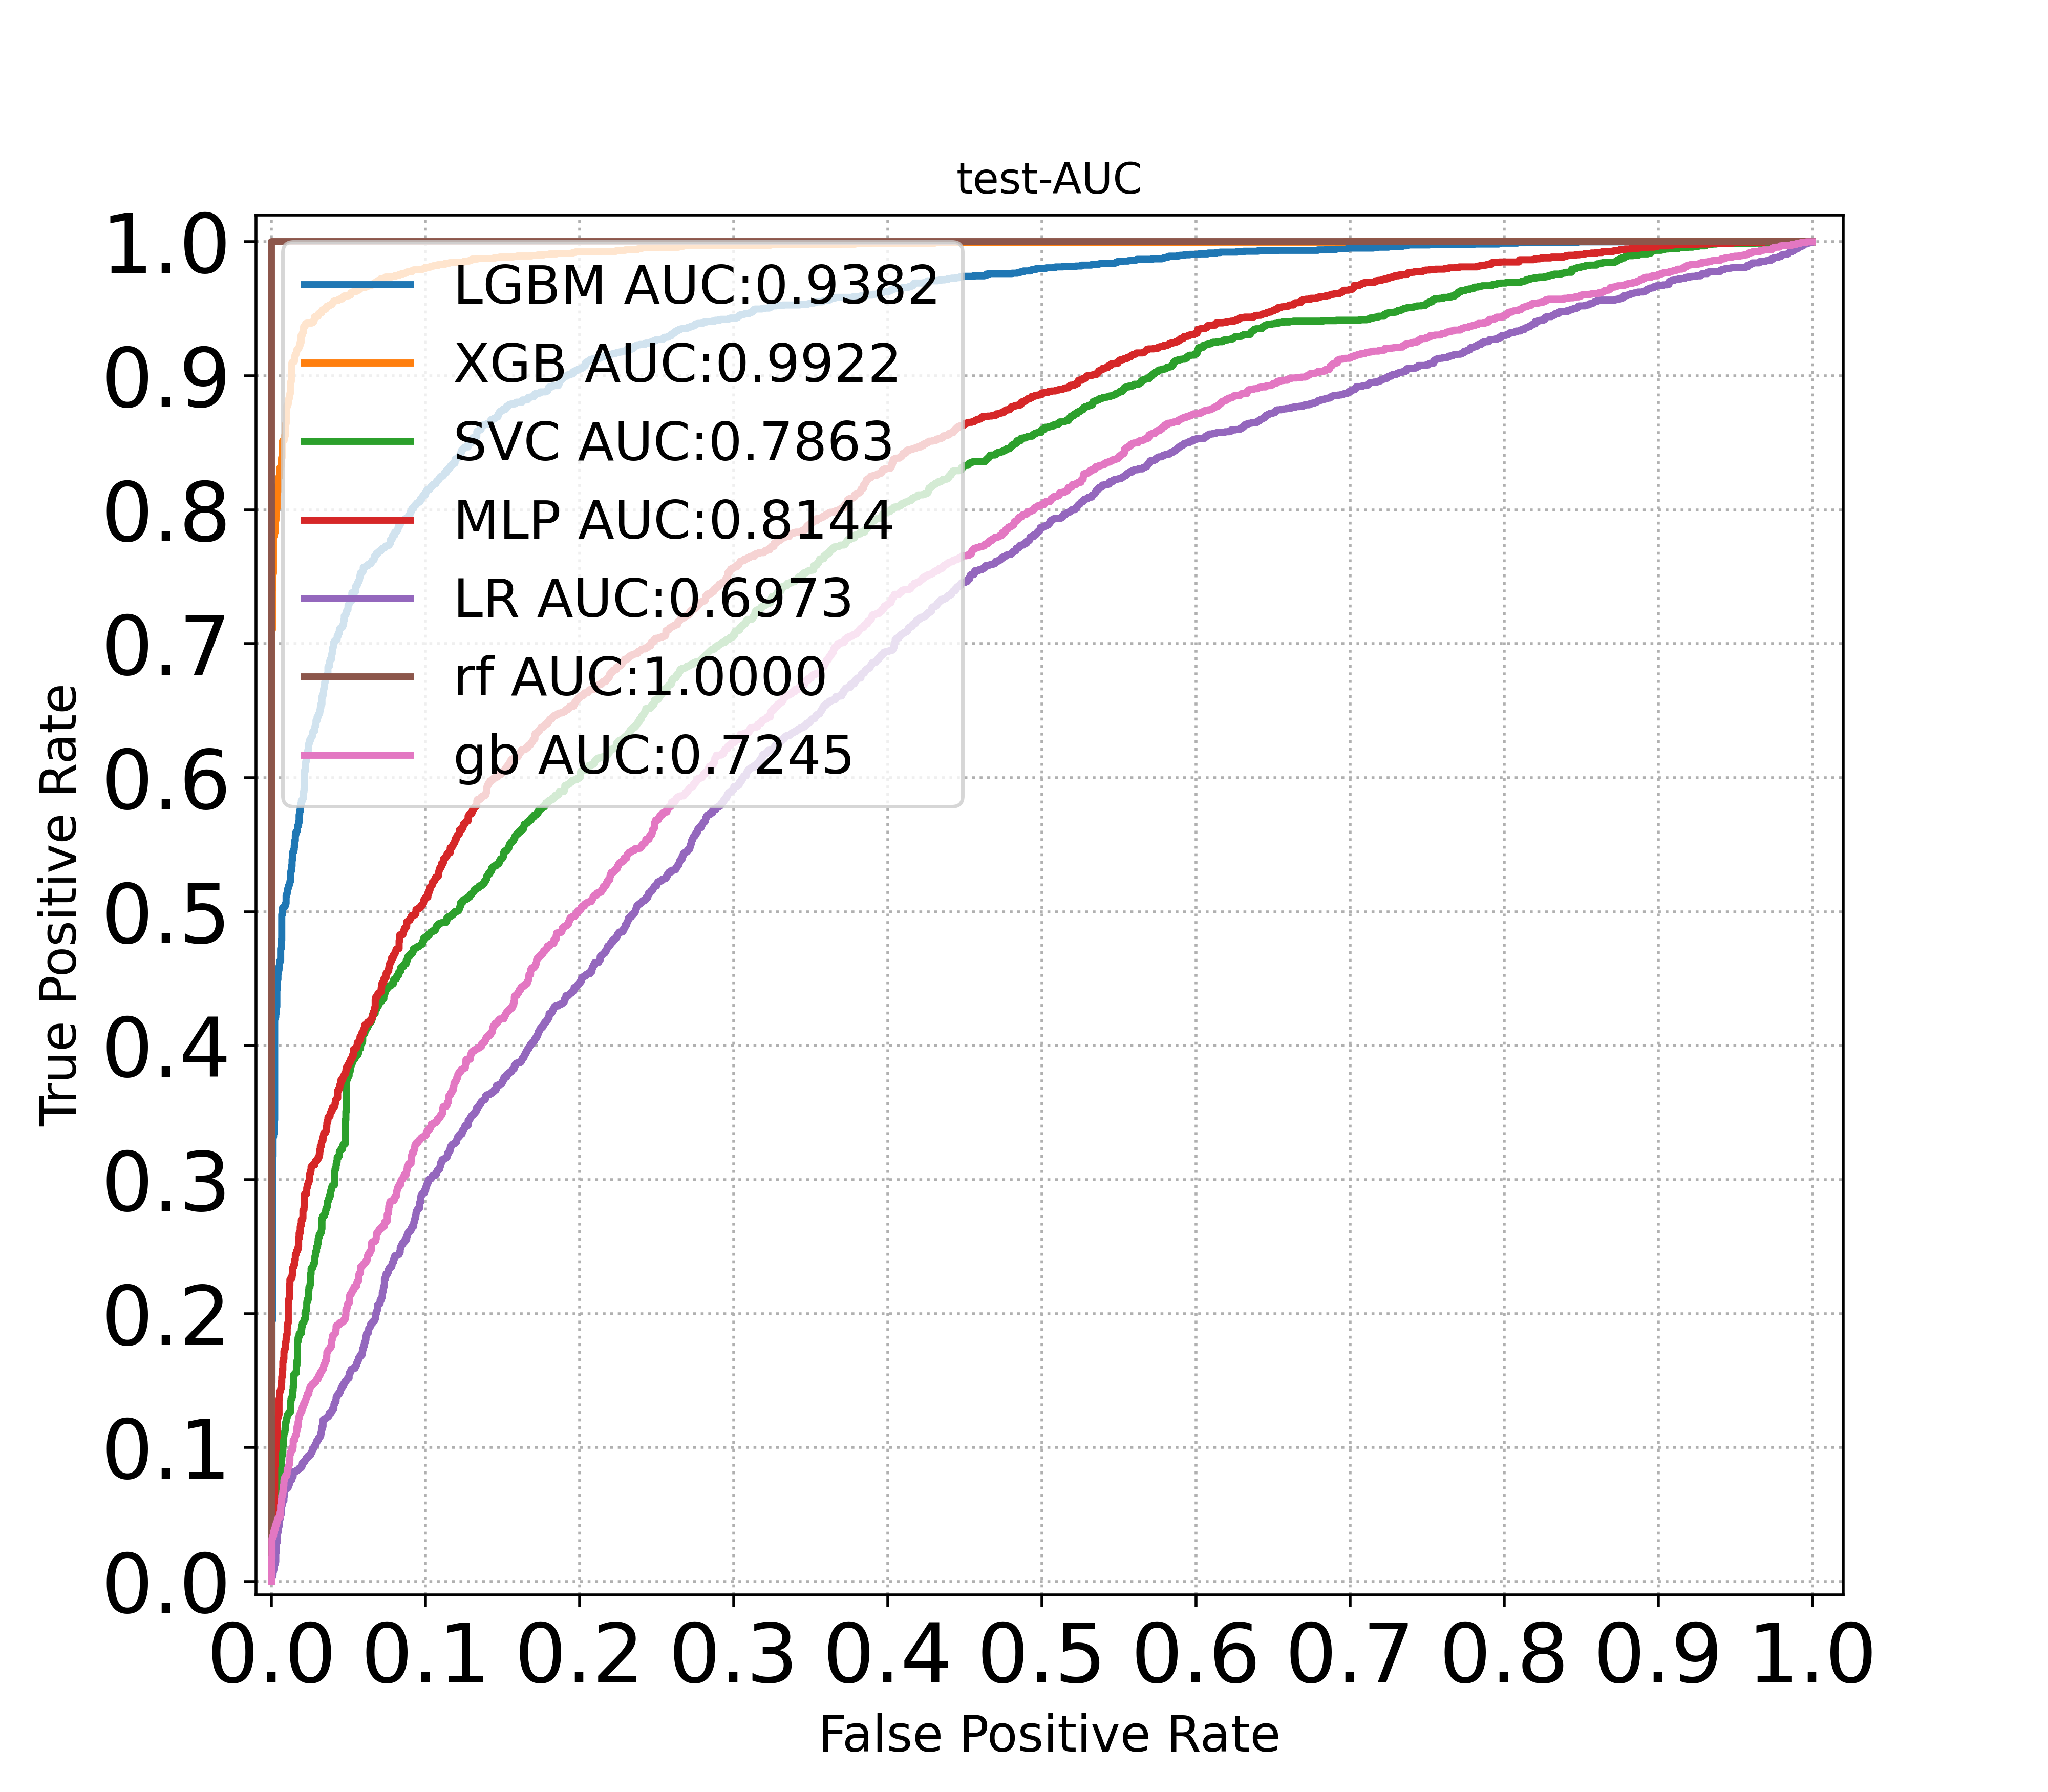 test-AUC
1.0
0.9
0.8
0.7
0.6
0.5
0.4
0.3
0.2
0.1
0.0
True Positive Rate
LGBM AUC:0.9382
XGB AUC:0.9922
SVC AUC:0.7863
MLP AUC:0.8144
LR AUC:0.6973
rf AUC:1.0000
gb AUC:0.7245
0.0 0.1 0.2 0.3 0.4 0.5 0.6 0.7 0.8 0.9 1.0
False Positive Rate